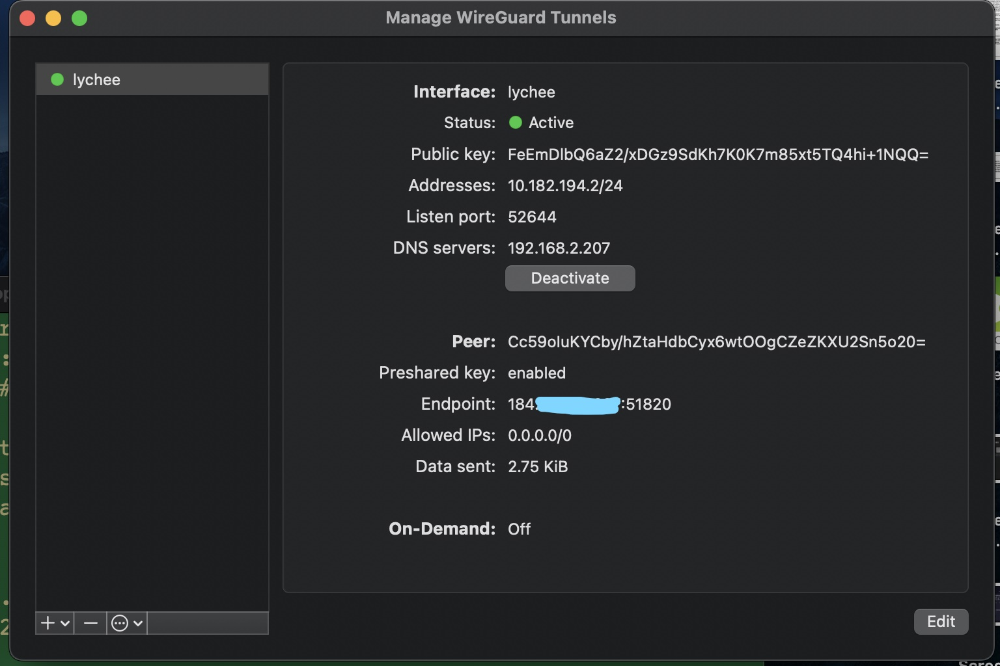 Manage WireGuard Tunnels
lychee
Interface: lychee
Status: Active
Public key: FeEmDlbQ6aZ2/xDGz9SdKh7K0K7m85xt5TQ4hi+1NQQ=
Addresses: 10.182.194.2/24
Listen port: 52644
DNS servers: 192.168.2.207
Deactivate
Peer: Cc59oIuKYCby/hZtaHdbCyx6wtOOgCZeZKXU2Sn5o20=
Preshared key: enabled
Endpoint: 184. :51820
Allowed IPs: 0.0.0.0/0
Data sent: 2.75 KiB
On-Demand: Off
Edit